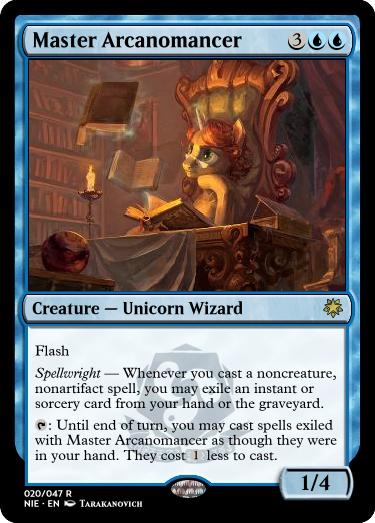 Master Arcanomancer 3
Creature — Unicorn Wizard
Flash
Spellwright — Whenever you cast a noncreature,
nonartifact spell, you may exile an instant or
sorcery card from your hand or the graveyard.
: Until end of turn, you may cast spells exiled
with Master Arcanomancer as though they were
in your hand. They cost 1 less to cast.
1/4
020/047 R
NIE • EN Tarakanovich